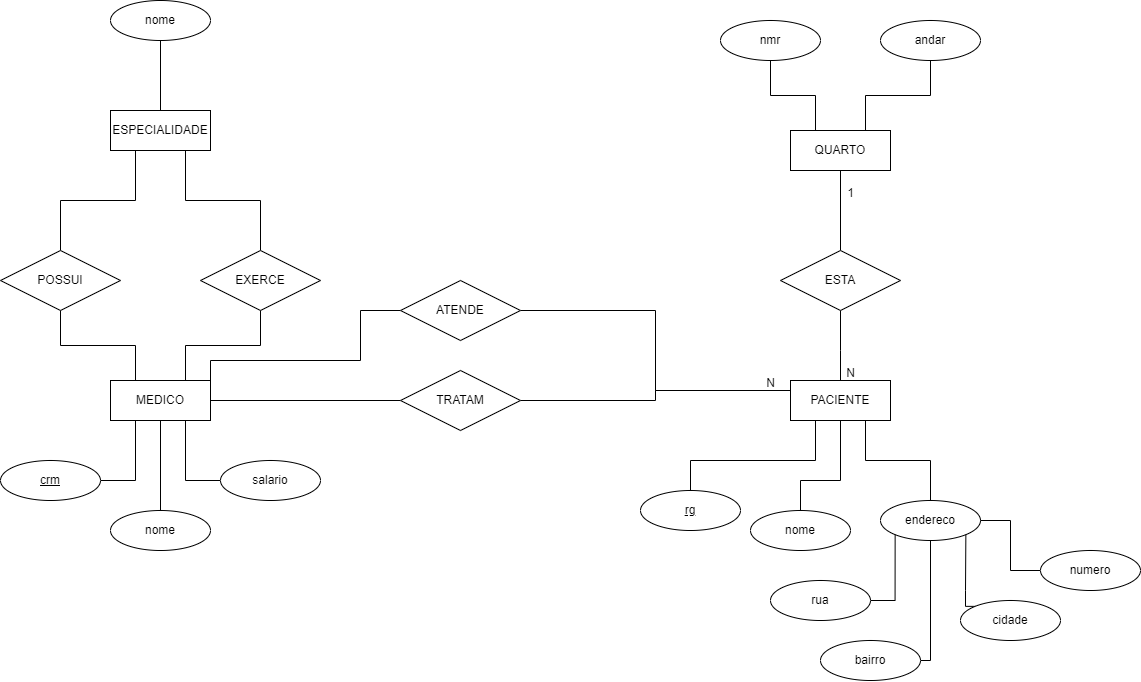 nome
nmr
andar
ESPECIALIDADE
QUARTO
1
POSSUI
EXERCE
ESTA
ATENDE
N
N
MEDICO
TRATAM
PACIENTE
crm
salario
nome
rg
nome
endereco
numero
rua
cidade
bairro